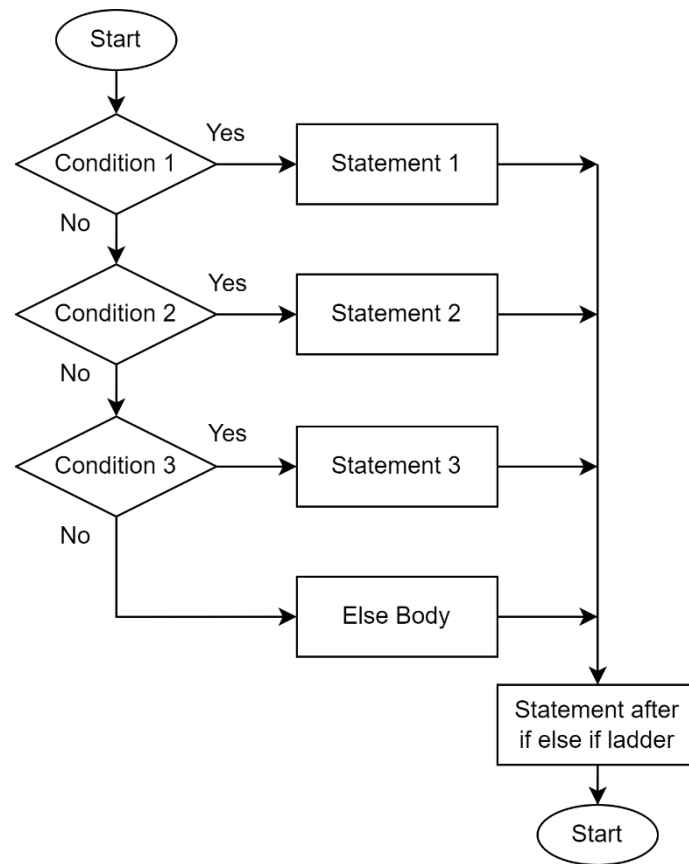 Start
Condition 1
Yes
Statement 1
No
Condition 2
Yes
Statement 2
No
Condition 3
Yes
Statement 3
No
Else Body
Statement after
if else if ladder
Start